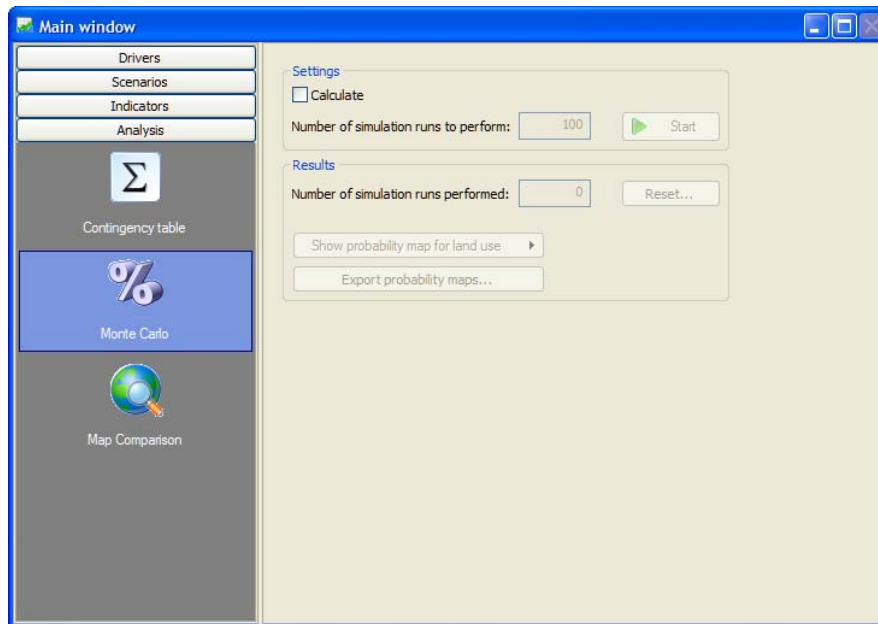 Main window
Drivers
Scenarios
Indicators
Analysis
Σ
Contingency table
%
Monte Carlo
Map Comparison
Settings
Calculate
Number of simulation runs to perform: 100 Start
Results
Number of simulation runs performed: 0 Reset...
Show probability map for land use
Export probability maps...